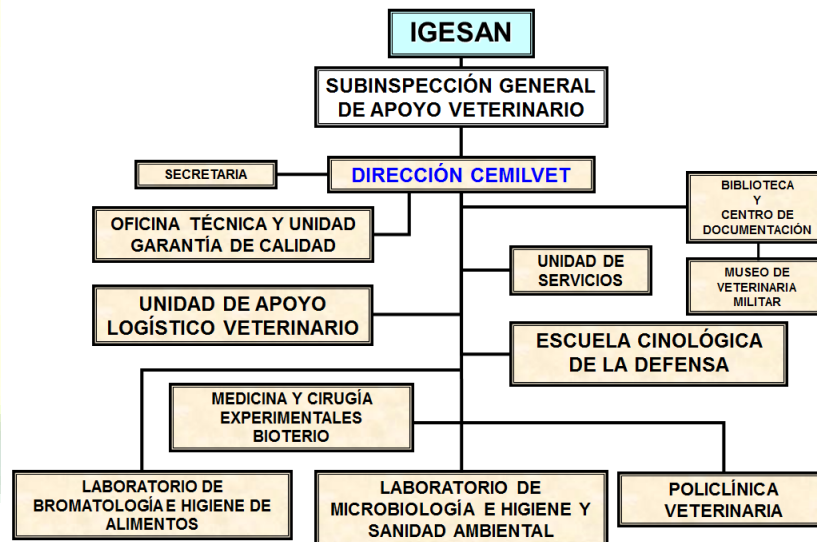 IGESAN
SUBINSPECCIÓN GENERAL
DE APOYO VETERINARIO
SECRETARIA
DIRECCIÓN CEMILVET
BIBLIOTECA
Y
CENTRO DE
DOCUMENTACIÓN
OFICINA TÉCNICA Y UNIDAD
GARANTÍA DE CALIDAD
UNIDAD DE
SERVICIOS
MUSEO DE
VETERINARIA
MILITAR
UNIDAD DE APOYO
LOGÍSTICO VETERINARIO
ESCUELA CINOLÓGICA
DE LA DEFENSA
MEDICINA Y CIRUGÍA
EXPERIMENTALES
BIOTERIO
LABORATORIO DE
BROMATOLOGÍA E HIGIENE DE
ALIMENTOS
LABORATORIO DE
MICROBIOLOGÍA E HIGIENE Y
SANIDAD AMBIENTAL
POLICLÍNICA
VETERINARIA